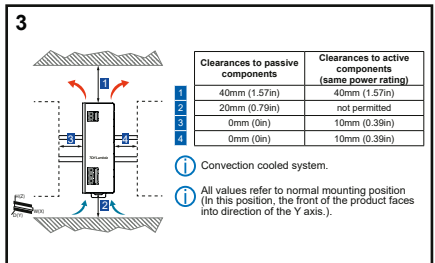 3
Clearances to passive
components
Clearances to active
components
(same power rating)
1 40mm (1.57in) 40mm (1.57in)
2 20mm (0.79in) not permitted
3 0mm (0in) 10mm (0.39in)
4 0mm (0in) 10mm (0.39in)
1
3
4
TDK·Lambda
2
H(Z)
W(X)
D(Y)
i Convection cooled system.
i All values refer to normal mounting position
(In this position, the front of the product faces
into direction of the Y axis.).